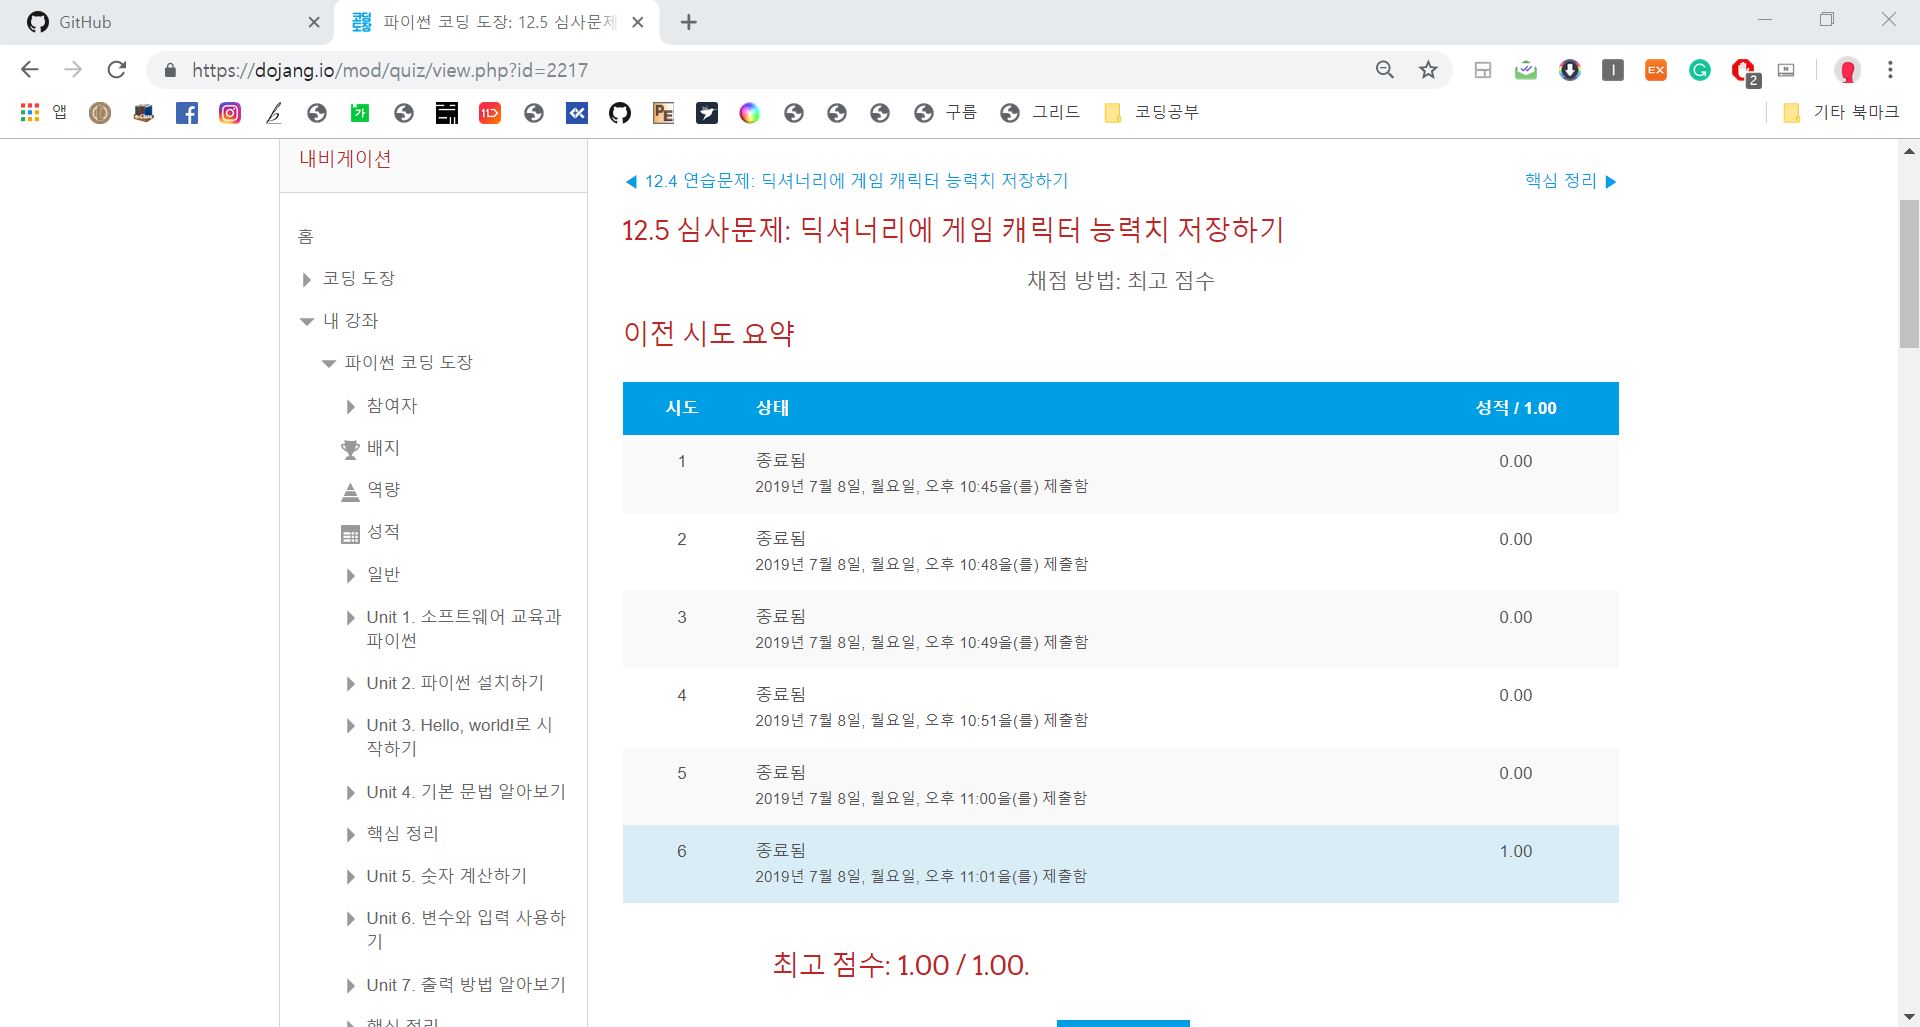 GitHub
파이썬 코딩 도장: 12.5 심사문제
https://dojang.io/mod/quiz/view.php?id=2217
2
앱
구름
그리드
코딩공부
기타 북마크
내비게이션
홈
코딩 도장
내 강좌
파이썬 코딩 도장
참여자
배지
역량
성적
일반
Unit 1. 소프트웨어 교육과
파이썬
Unit 2. 파이썬 설치하기
Unit 3. Hello, world!로 시
작하기
Unit 4. 기본 문법 알아보기
핵심 정리
Unit 5. 숫자 계산하기
Unit 6. 변수와 입력 사용하
기
Unit 7. 출력 방법 알아보기
핵심 정리
◀ 12.4 연습문제: 딕셔너리에 게임 캐릭터 능력치 저장하기
핵심 정리 ▶
12.5 심사문제: 딕셔너리에 게임 캐릭터 능력치 저장하기
채점 방법: 최고 점수
이전 시도 요약
시도 상태 성적 / 1.00
1 종료됨 0.00
2019년 7월 8일, 월요일, 오후 10:45을(를) 제출함
2 종료됨 0.00
2019년 7월 8일, 월요일, 오후 10:48을(를) 제출함
3 종료됨 0.00
2019년 7월 8일, 월요일, 오후 10:49을(를) 제출함
4 종료됨 0.00
2019년 7월 8일, 월요일, 오후 10:51을(를) 제출함
5 종료됨 0.00
2019년 7월 8일, 월요일, 오후 11:00을(를) 제출함
6 종료됨 1.00
2019년 7월 8일, 월요일, 오후 11:01을(를) 제출함
최고 점수: 1.00 / 1.00.